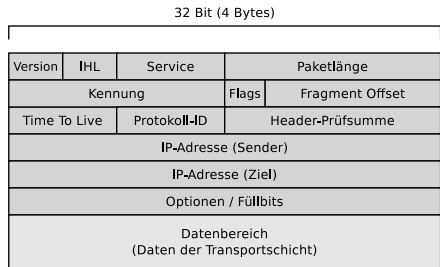 32 Bit (4 Bytes)
Version IHL Service Paketlänge
Kennung Flags Fragment Offset
Time To Live Protokoll-ID Header-Prüfsumme
IP-Adresse (Sender)
IP-Adresse (Ziel)
Optionen / Füllbits
Datenbereich
(Daten der Transportschicht)